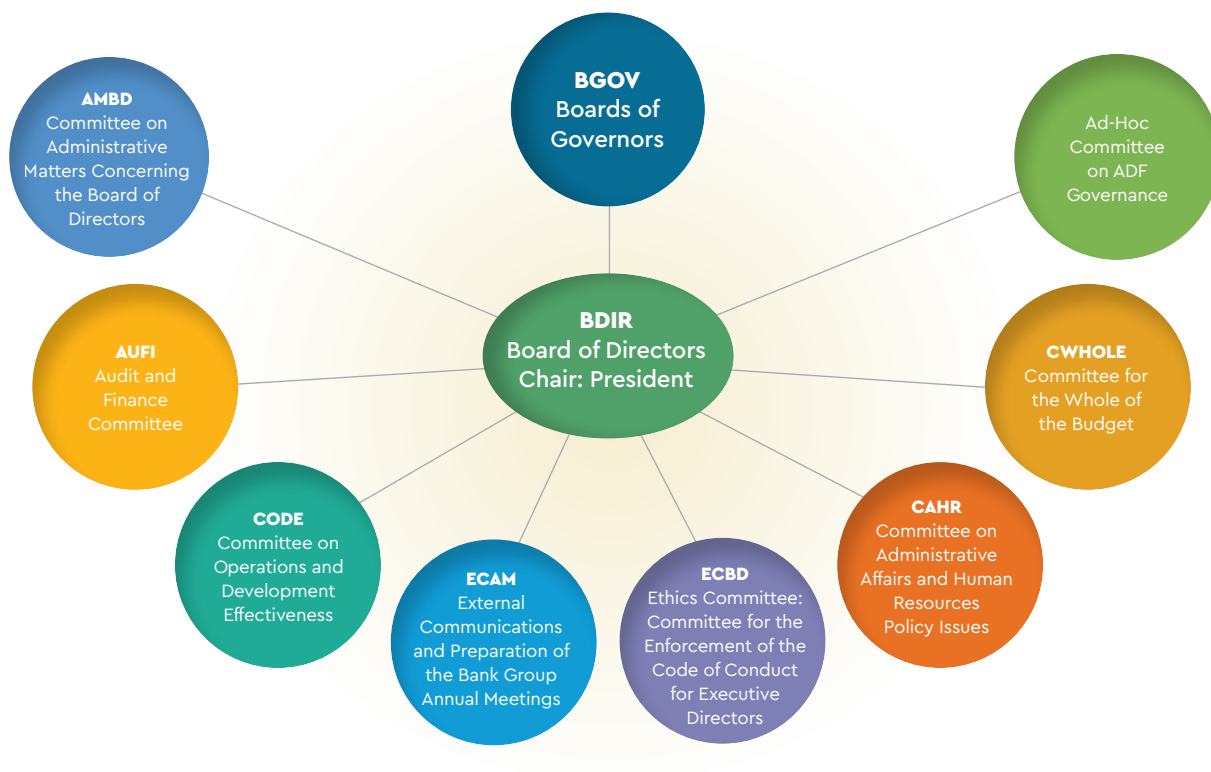 BGOV
Boards of
Governors
AMBD
Committee on
Administrative
Matters Concerning
the Board of
Directors
Ad-Hoc
Committee
on ADF
Governance
BDIR
Board of Directors
Chair: President
AUFI
Audit and
Finance
Committee
CWHOLE
Committee for
the Whole of
the Budget
CODE
Committee on
Operations and
Development
Effectiveness
ECAM
External
Communications
and Preparation of
the Bank Group
Annual Meetings
ECBD
Ethics Committee:
Committee for the
Enforcement of the
Code of Conduct
for Executive
Directors
CAHR
Committee on
Administrative
Affairs and Human
Resources
Policy Issues